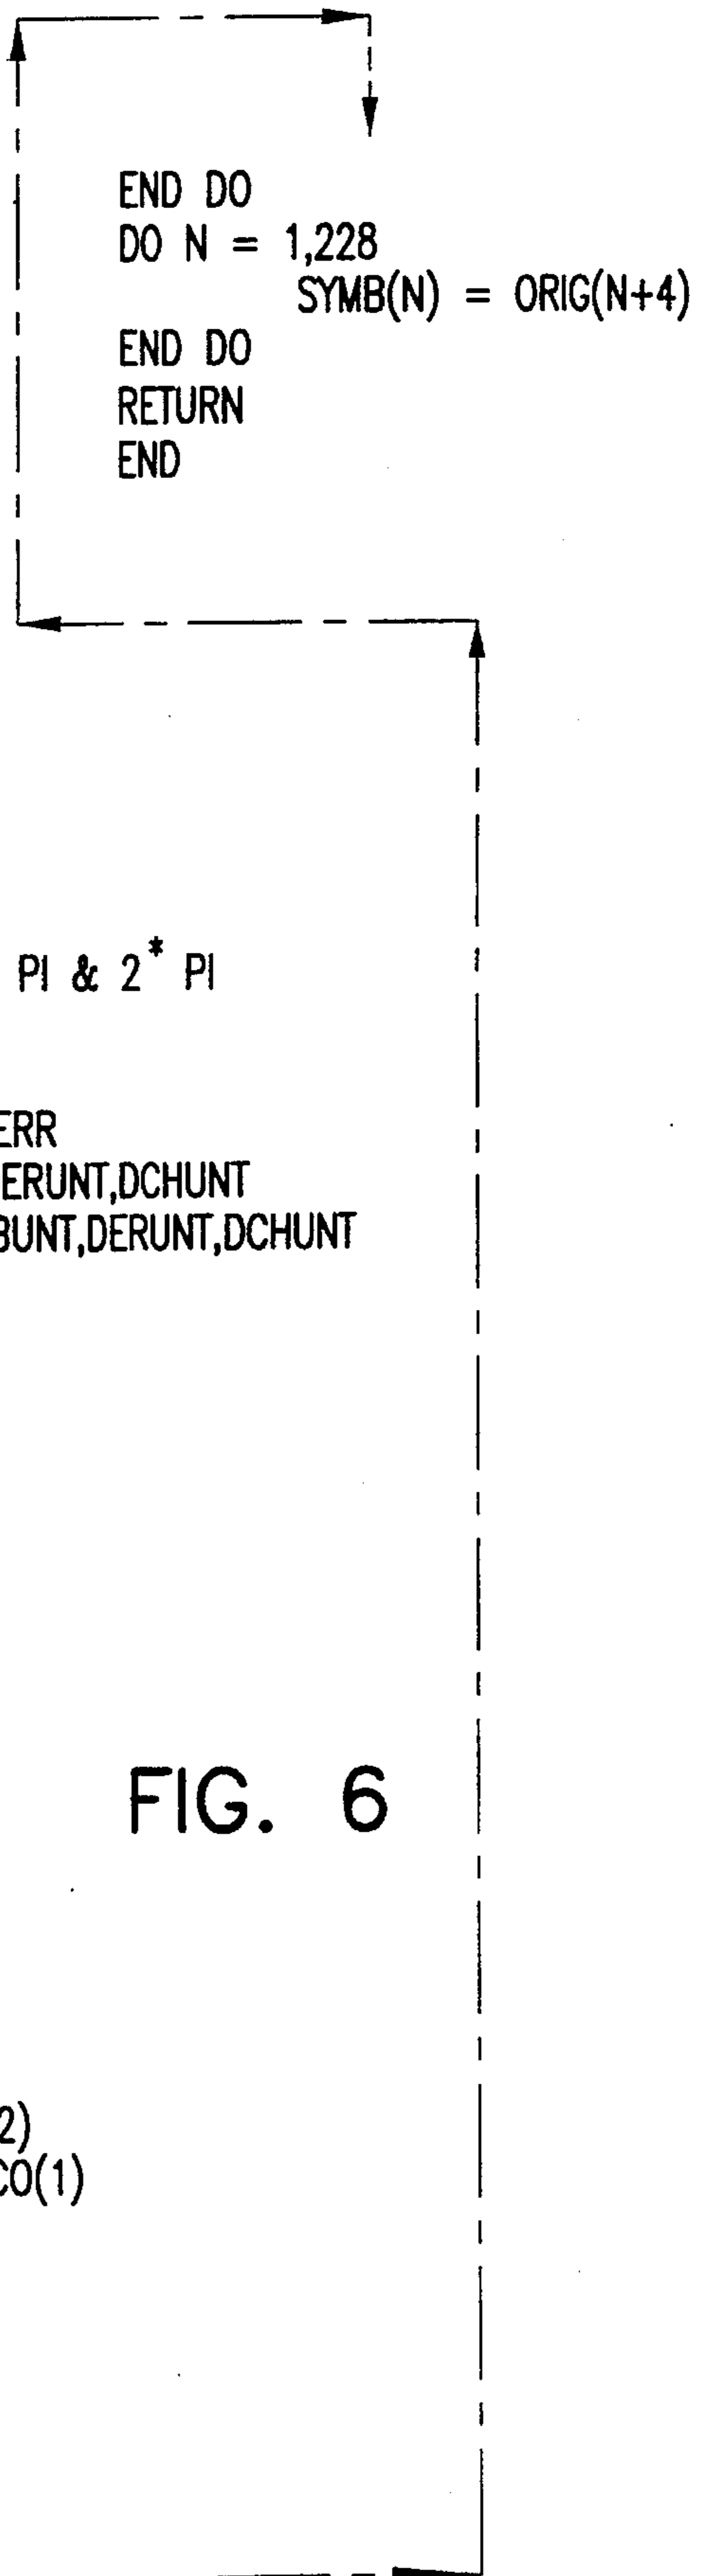 END DO
DO N = 1,228
SYMB(N) = ORIG(N+4)
END DO
RETURN
END
PI & 2* PI
ERR
ERUNT,DCHUNT
BUNT,DERUNT,DCHUNT
FIG. 6
2)
CO(1)